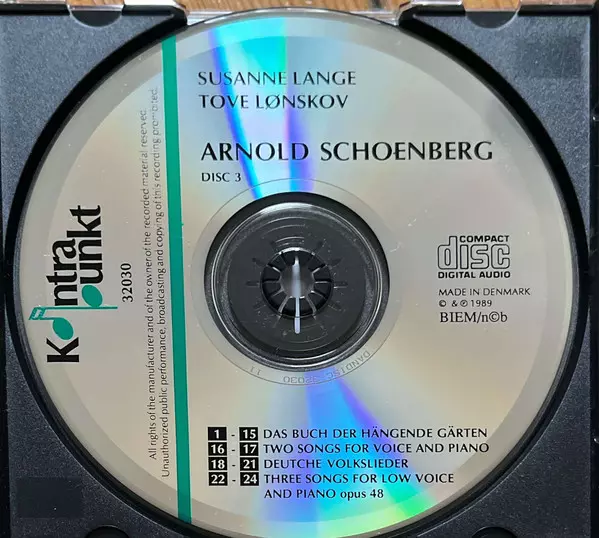 SUSANNE LANGE
TOVE LØNSKOV
ARNOLD SCHOENBERG
DISC 3
All rights of the manufacturer and of the owner of the recorded material reserved.
Unauthorized public performance, broadcasting and copying of this recording prohibited.
Kontra
punkt
32030
COMPACT
disc
DIGITAL AUDIO
MADE IN DENMARK
© & ℗ 1989
BIEM/n©b
DANDISC 32030 11
1 - 15 DAS BUCH DER HÄNGENDE GÄRTEN
16 - 17 TWO SONGS FOR VOICE AND PIANO
18 - 21 DEUTCHE VOLKSLIEDER
22 - 24 THREE SONGS FOR LOW VOICE
AND PIANO opus 48